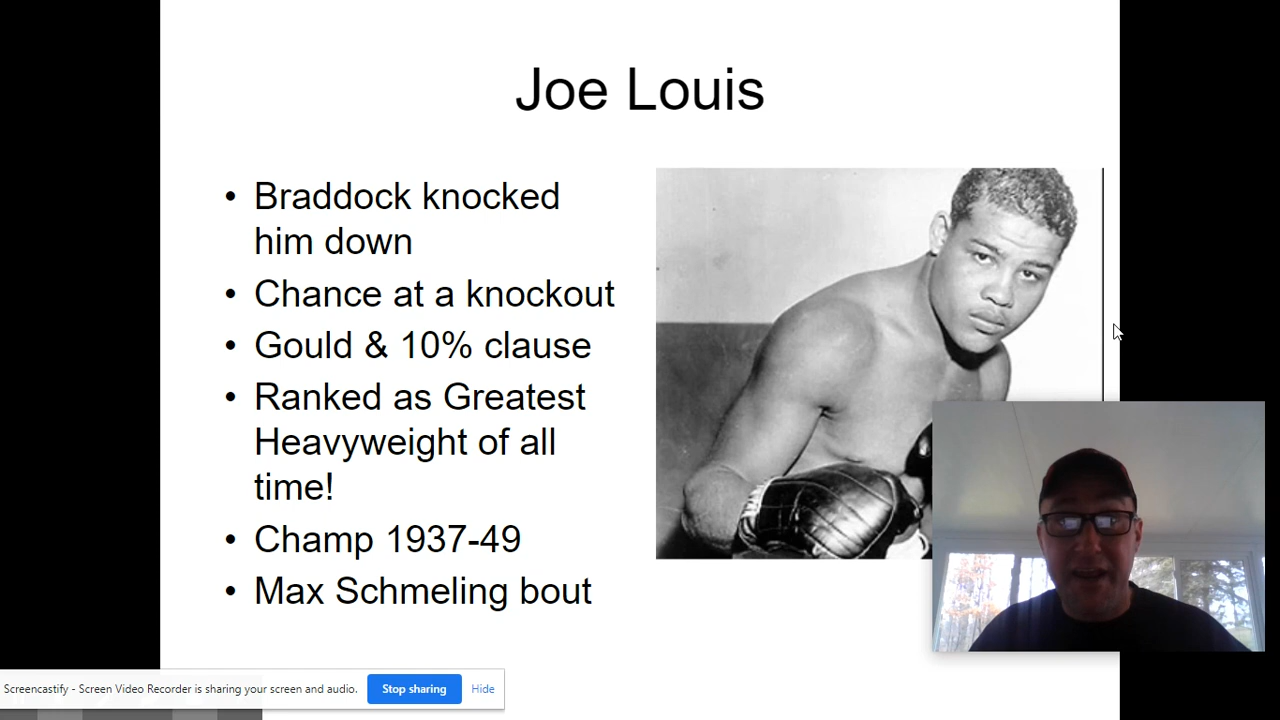 Joe Louis
• Braddock knocked
him down
• Chance at a knockout
• Gould & 10% clause
• Ranked as Greatest
Heavyweight of all
time!
• Champ 1937-49
• Max Schmeling bout
Screencastify - Screen Video Recorder is sharing your screen and audio. Stop sharing Hide